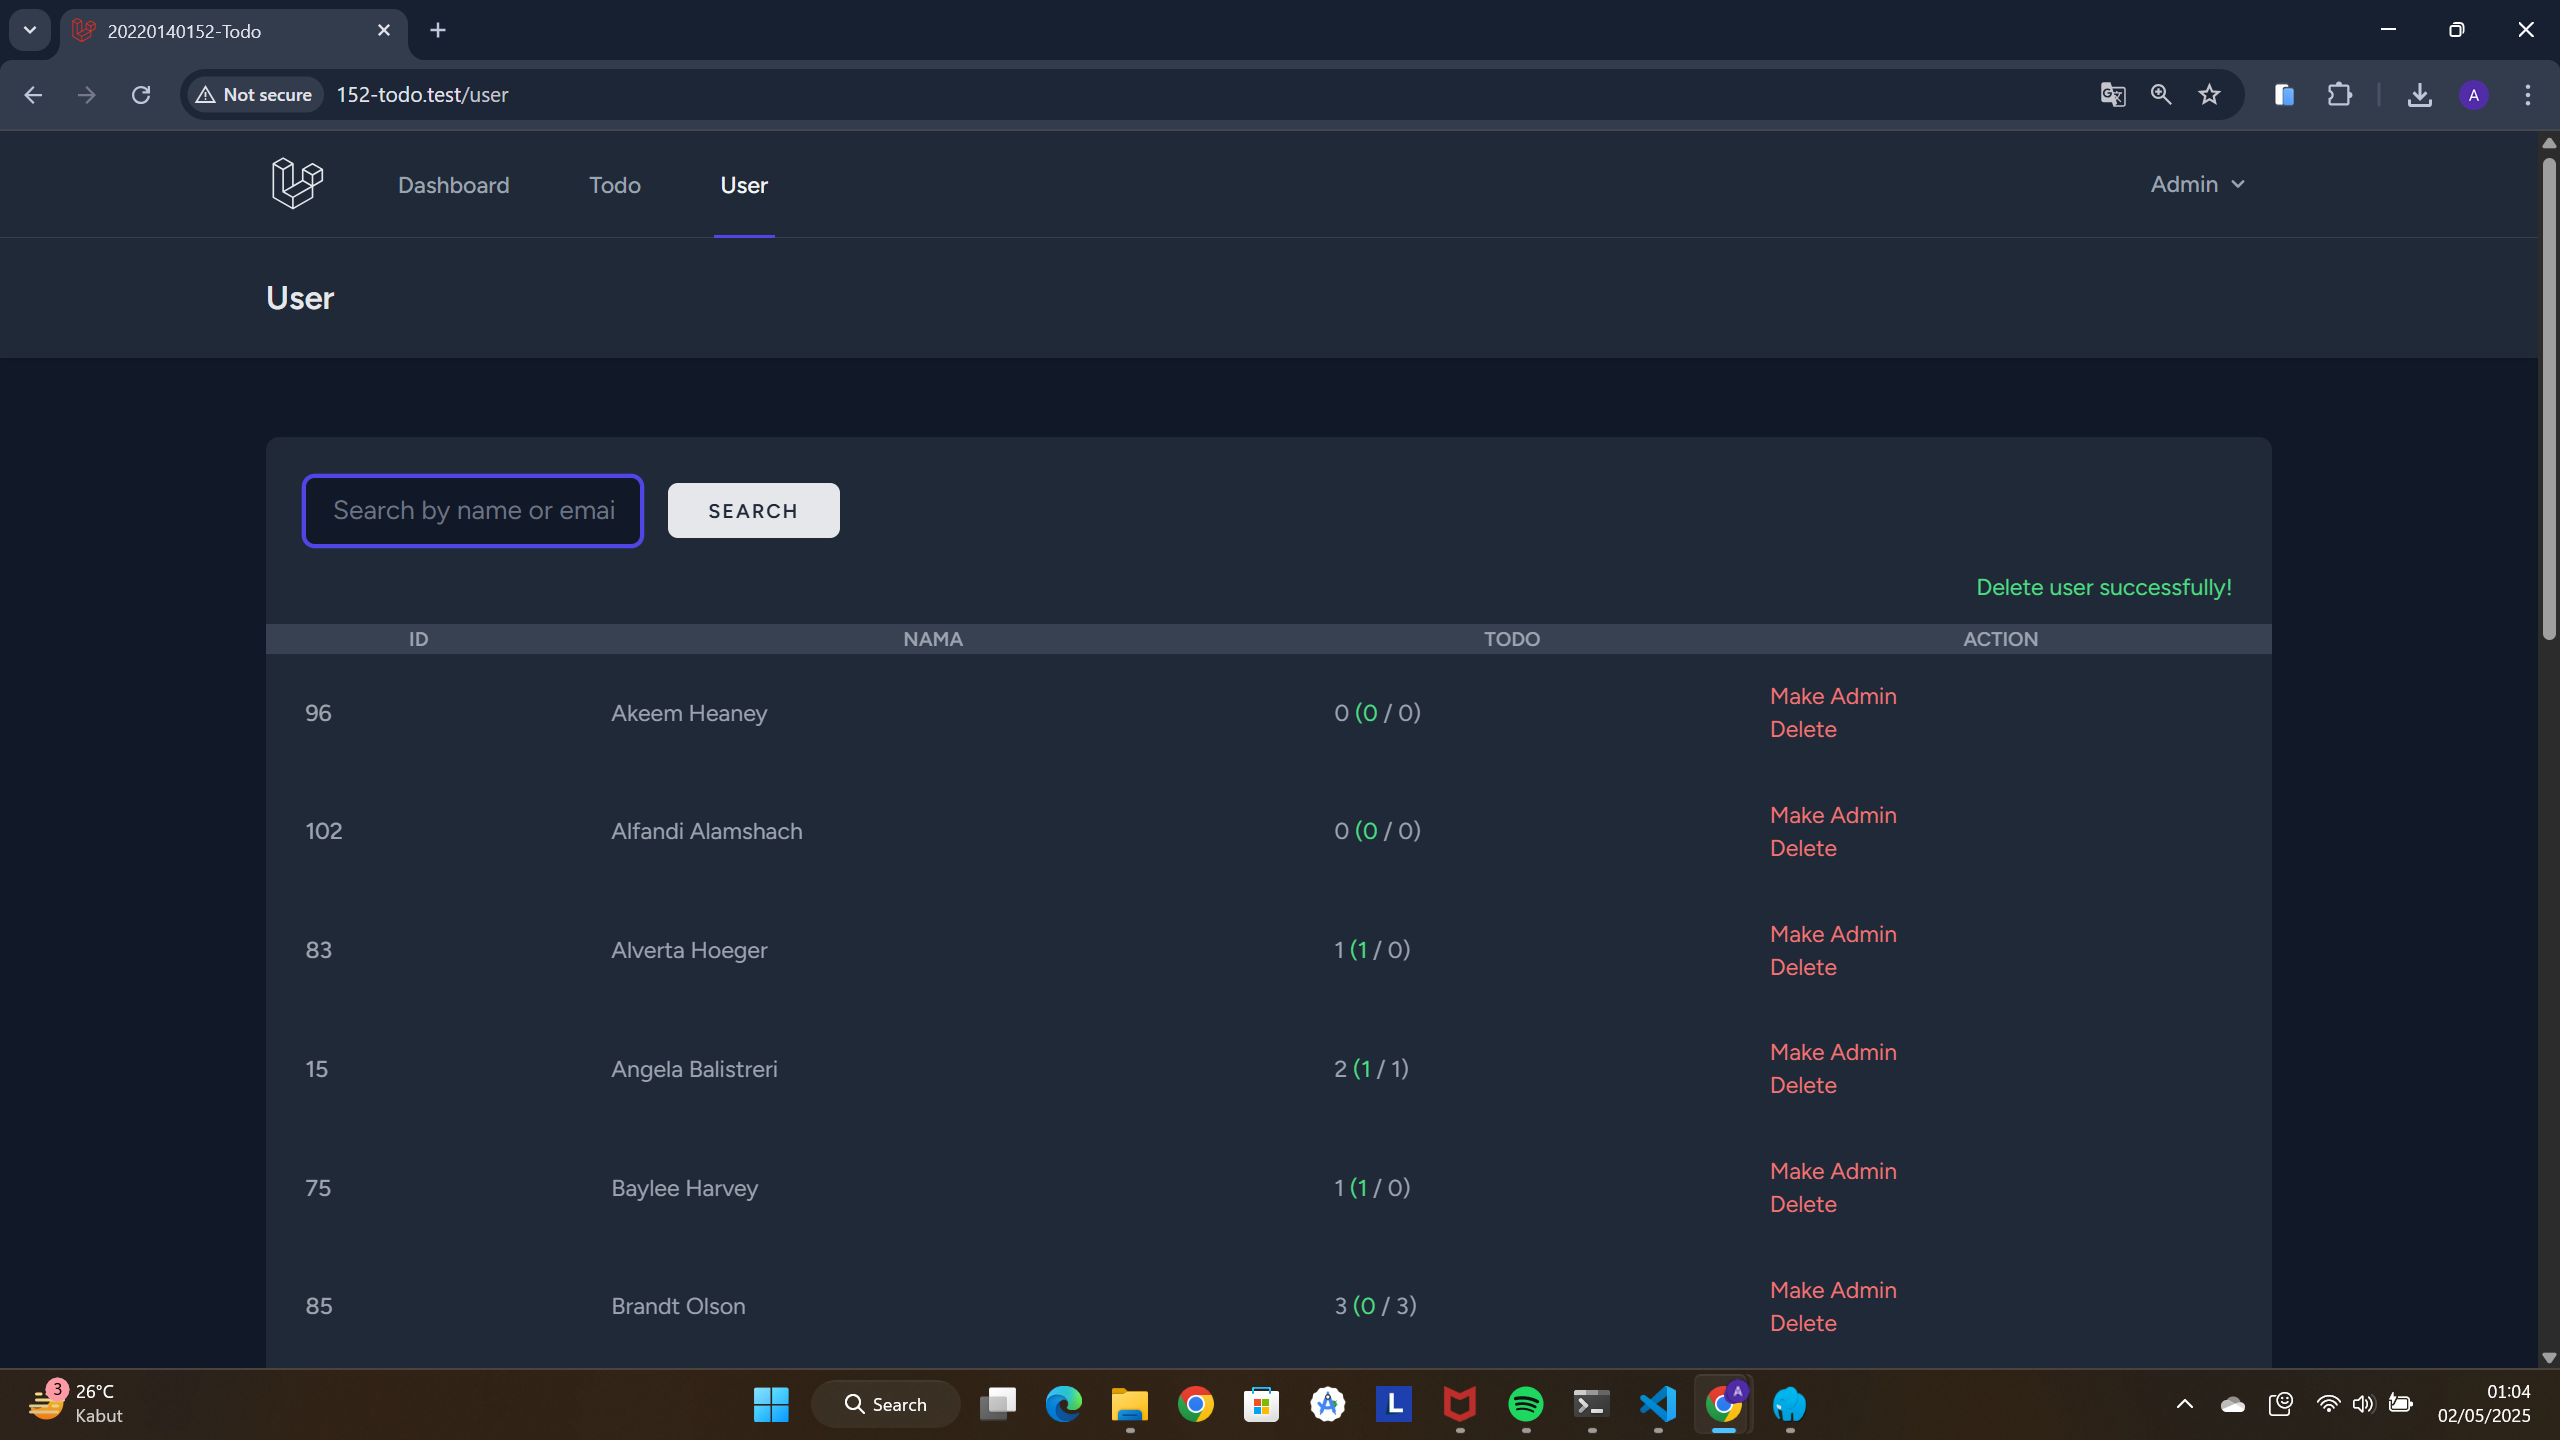 20220140152-Todo
Not secure
152-todo.test/user
A
Dashboard
Todo
User
Admin
User
Search by name or emai
SEARCH
Delete user successfully!
ID NAMA TODO ACTION
96 Akeem Heaney 0 (0 / 0) Make Admin
Delete
102 Alfandi Alamshach 0 (0 / 0) Make Admin
Delete
83 Alverta Hoeger 1 (1 / 0) Make Admin
Delete
15 Angela Balistreri 2 (1 / 1) Make Admin
Delete
75 Baylee Harvey 1 (1 / 0) Make Admin
Delete
85 Brandt Olson 3 (0 / 3) Make Admin
Delete
3
26°C
Kabut
Search
L
A
01:04
02/05/2025